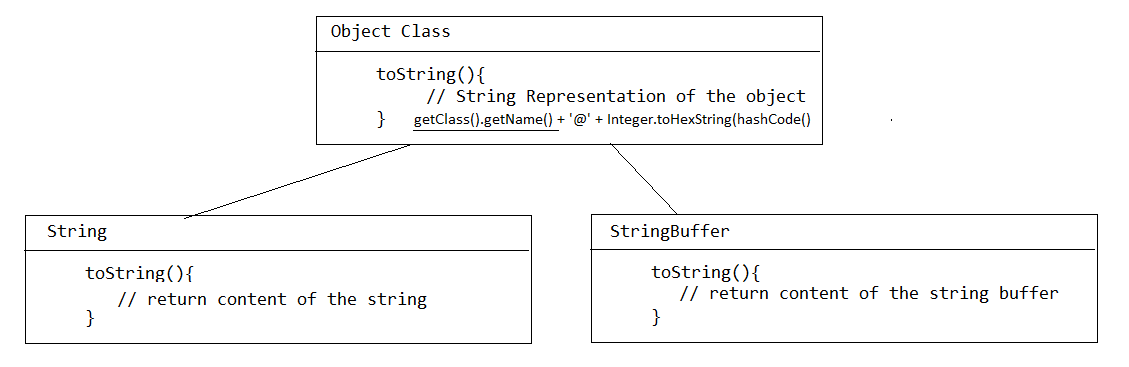 Object Class
toString(){
// String Representation of the object
} getClass().getName() + '@' + Integer.toHexString(hashCode()
String
toString(){
// return content of the string
}
StringBuffer
toString(){
// return content of the string buffer
}